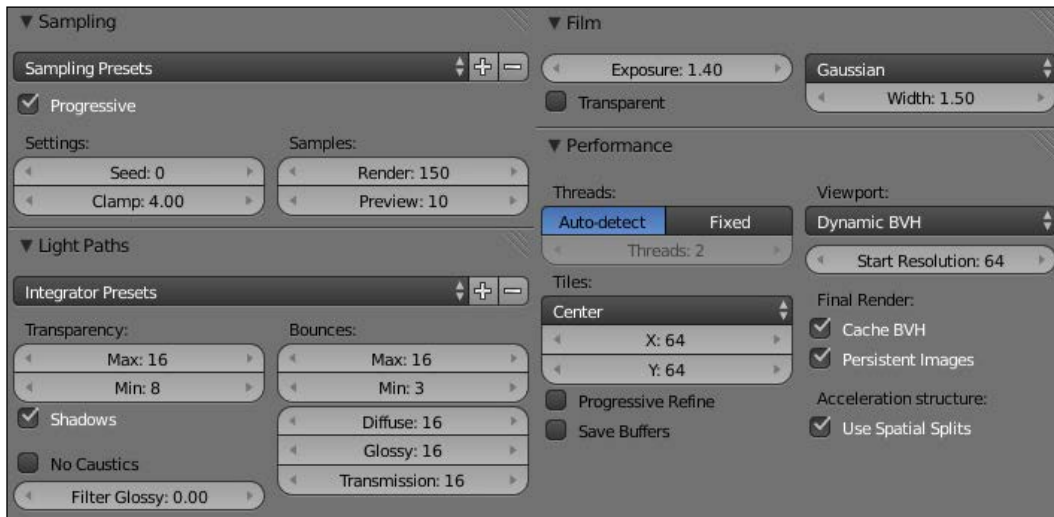 Sampling
Sampling Presets
Progressive
Settings:
Seed: 0
Clamp: 4.00
Samples:
Render: 150
Preview: 10
Light Paths
Integrator Presets
Transparency:
Max: 16
Min: 8
Shadows
No Caustics
Filter Glossy: 0.00
Bounces:
Max: 16
Min: 3
Diffuse: 16
Glossy: 16
Transmission: 16
Film
Exposure: 1.40
Transparent
Gaussian
Width: 1.50
Performance
Threads:
Auto-detect
Fixed
Threads: 2
Tiles:
Center
X: 64
Y: 64
Progressive Refine
Save Buffers
Viewport:
Dynamic BVH
Start Resolution: 64
Final Render:
Cache BVH
Persistent Images
Acceleration structure:
Use Spatial Splits